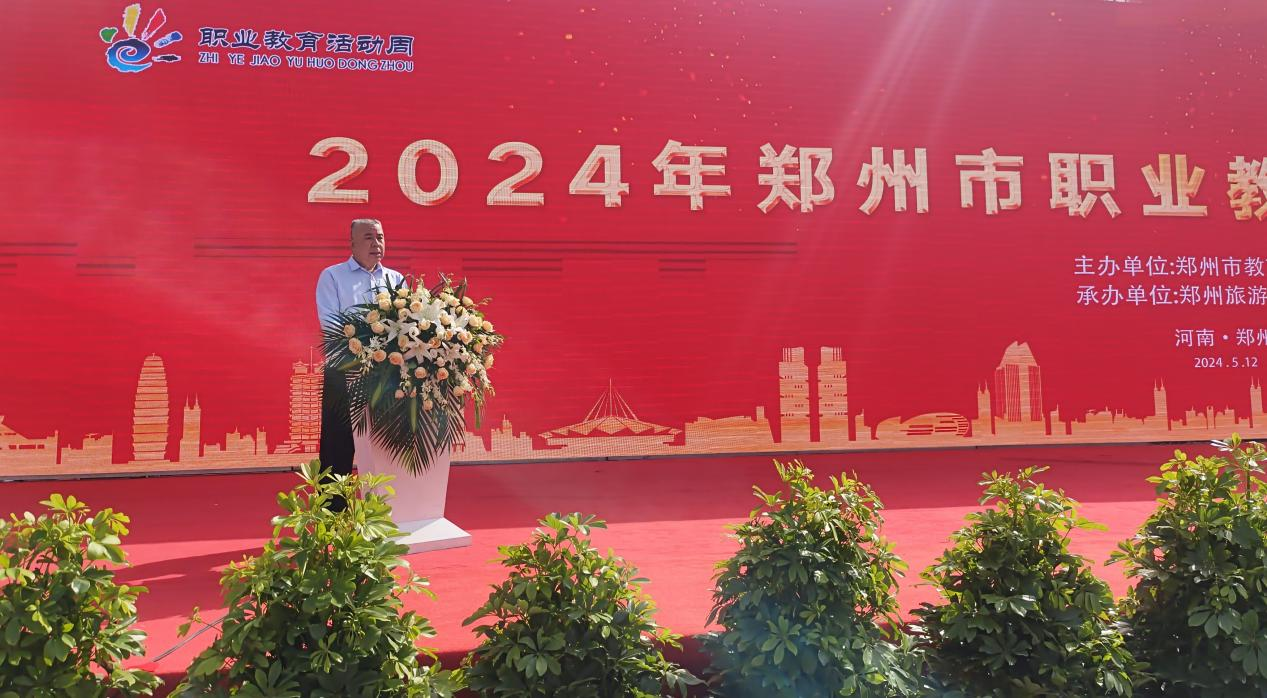 职业教育活动周
ZHI YE JIAO YU HUO DONG ZHOU
2024年郑州市职业教
主办单位:郑州市教育
承办单位:郑州旅游
河南·郑州
2024.5.12